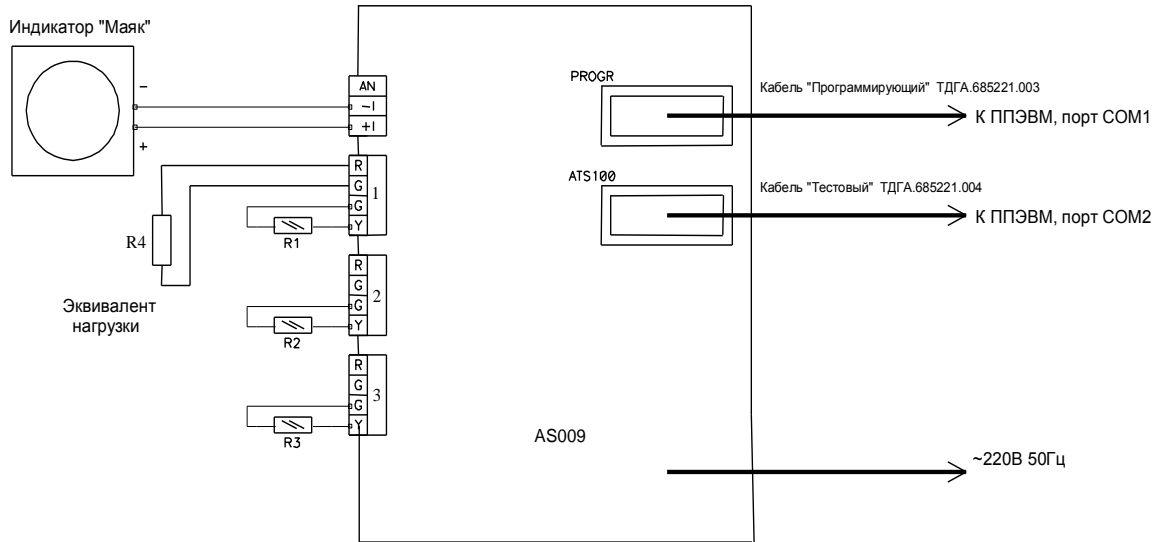 Индикатор "Маяк"
–
+
AN
–I
+I
R
G
G
Y
1
R4
R1
Эквивалент
нагрузки
R
G
G
Y
2
R2
R
G
G
Y
3
R3
PROGR
Кабель "Программирующий" ТДГА.685221.003
К ППЭВМ, порт COM1
ATS100
Кабель "Тестовый" ТДГА.685221.004
К ППЭВМ, порт COM2
AS009
~220В 50Гц